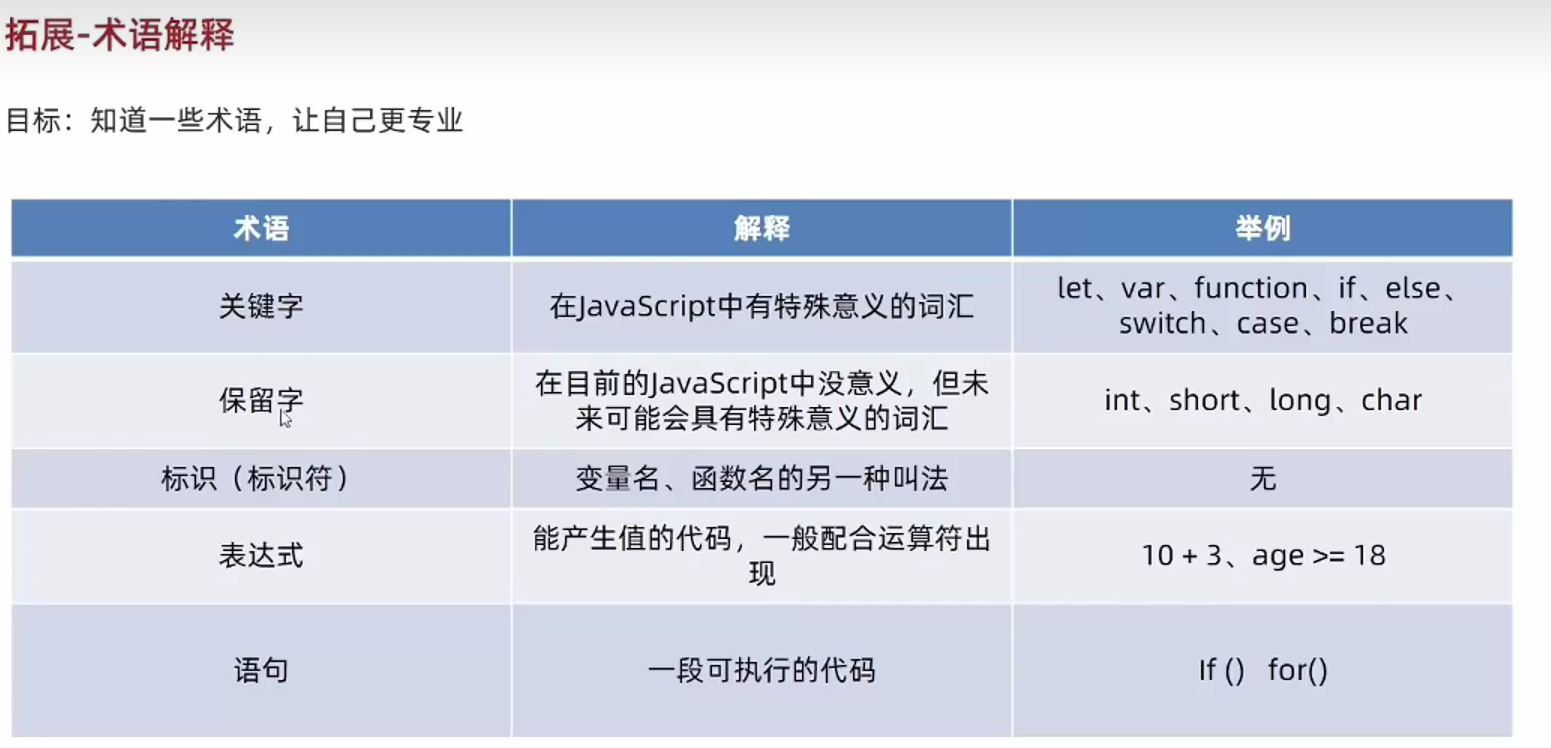 拓展-术语解释
目标：知道一些术语，让自己更专业
术语 解释 举例
关键字 在JavaScript中有特殊意义的词汇 let、var、function、if、else、
switch、case、break
保留字 在目前的JavaScript中没意义，但未
来可能会具有特殊意义的词汇 int、short、long、char
标识（标识符） 变量名、函数名的另一种叫法 无
表达式 能产生值的代码，一般配合运算符出
现 10 + 3、age >= 18
语句 一段可执行的代码 If () for()